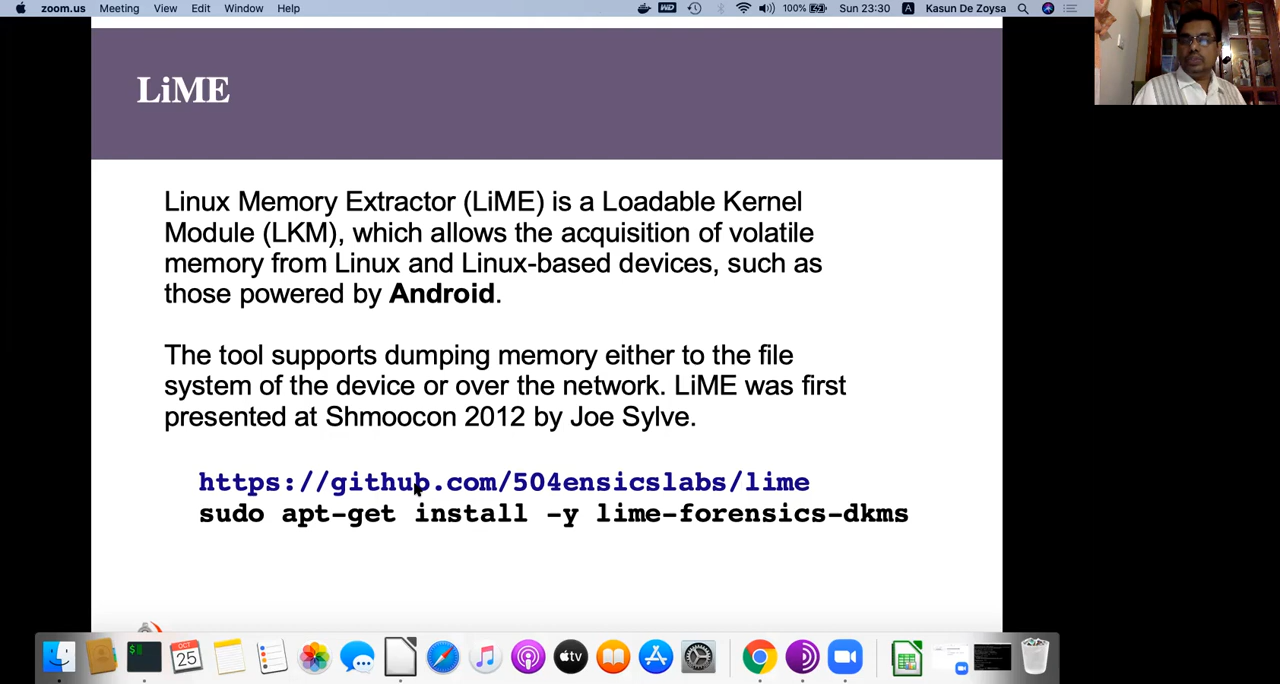 zoom.us Meeting View Edit Window Help 100% Sun 23:30 A Kasun De Zoysa
LiME
Linux Memory Extractor (LiME) is a Loadable Kernel
Module (LKM), which allows the acquisition of volatile
memory from Linux and Linux-based devices, such as
those powered by Android.
The tool supports dumping memory either to the file
system of the device or over the network. LiME was first
presented at Shmoocon 2012 by Joe Sylve.
https://github.com/504ensicslabs/lime
sudo apt-get install -y lime-forensics-dkms
OCT
25
tv